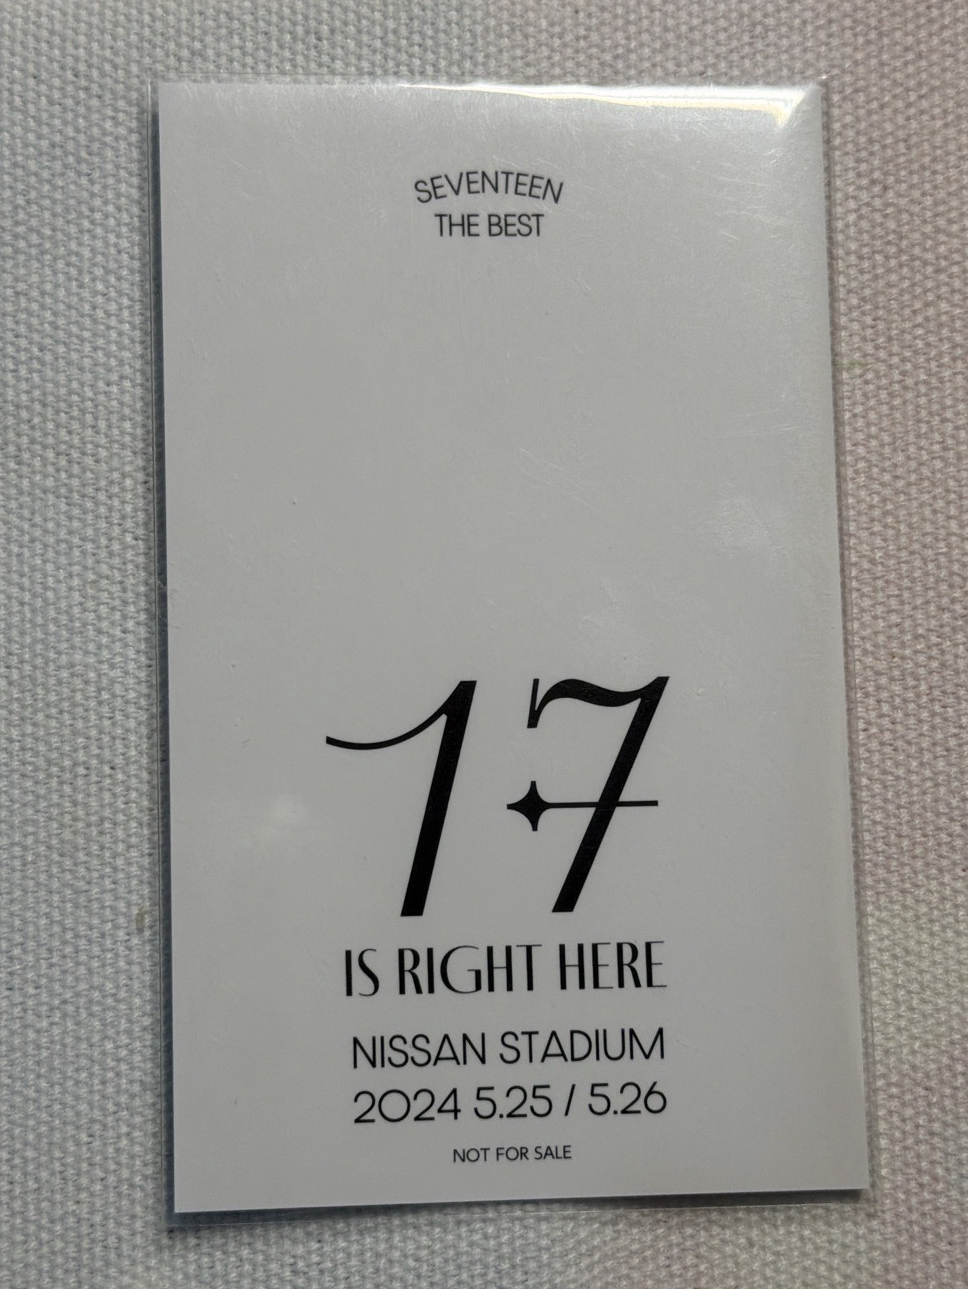 SEVENTEEN
THE BEST
17
IS RIGHT HERE
NISSAN STADIUM
2024 5.25 / 5.26
NOT FOR SALE